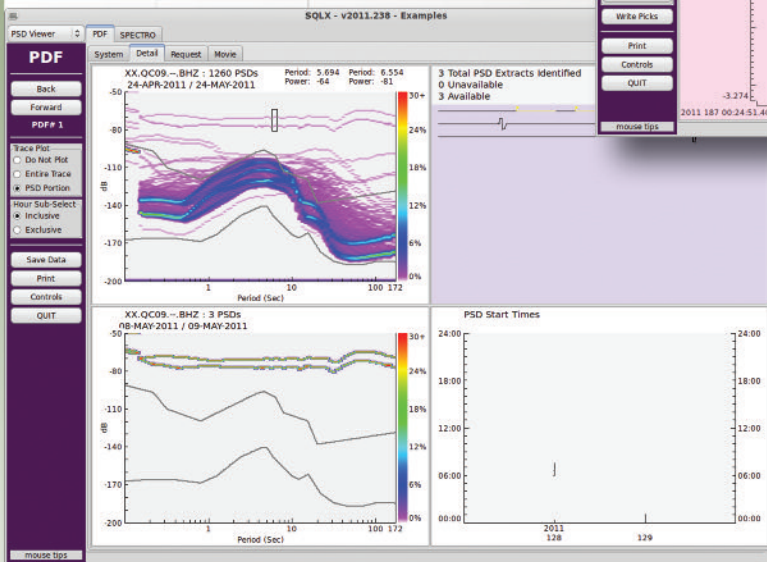 SQLX - v2011.238 - Examples
PSD Viewer
PDF SPECTRO
System Detail Request Movie
PDF
Back
Forward
PDF# 1
Trace Plot
Do Not Plot
Entire Trace
PSD Portion
Hour Sub-Select
Inclusive
Exclusive
Save Data
Print
Controls
QUIT
mouse tips
XX.QC09.--.BHZ : 1260 PSDs
24-APR-2011 / 24-MAY-2011
Period: 5.694 Period: 6.554
Power: -64 Power: -81
-50
-80
-110
-140
-170
-200
dB
1 10 100 172
Period (Sec)
30+
24%
18%
12%
6%
0%
3 Total PSD Extracts Identified
0 Unavailable
3 Available
Write Picks
Print
Controls
QUIT
mouse tips
-3.274
2011 187 00:24:51.40
XX.QC09.--.BHZ : 3 PSDs
08-MAY-2011 / 09-MAY-2011
-50
-80
-110
-140
-170
-200
dB
1 10 100 172
Period (Sec)
30+
24%
18%
12%
6%
0%
PSD Start Times
24:00 24:00
18:00 18:00
12:00 12:00
06:00 06:00
00:00 00:00
2011
128 129